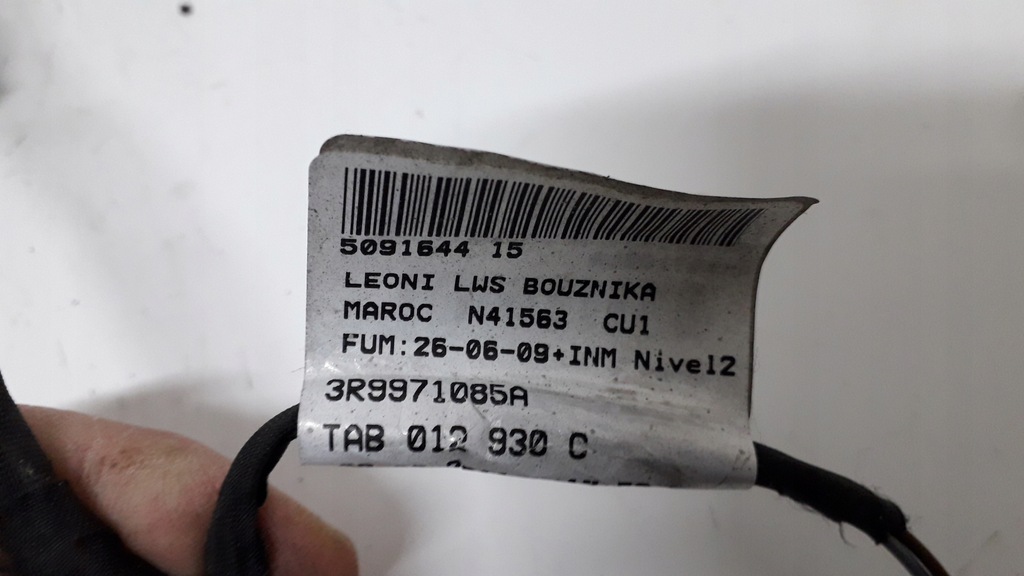 5091644 15
LEONI LWS BOUZNIKA
MAROC N41563 CU1
FUM:26-06-09+INM Nivel2
3R9971085A
TAB 012 930 C